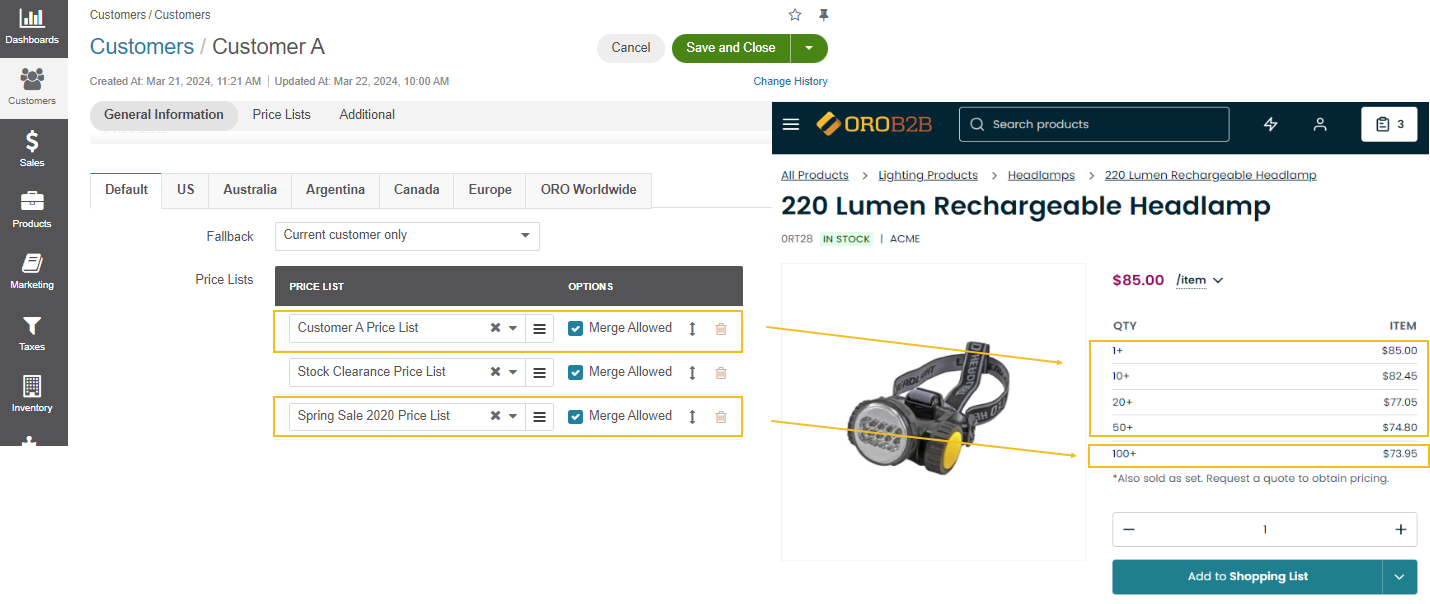 Dashboards
Customers
Sales
Products
Marketing
Taxes
Inventory
Customers / Customers
Customers / Customer A
Cancel
Save and Close
Created At: Mar 21, 2024, 11:21 AM | Updated At: Mar 22, 2024, 10:00 AM
Change History
General Information
Price Lists
Additional
Default
US
Australia
Argentina
Canada
Europe
ORO Worldwide
Fallback
Current customer only
Price Lists
PRICE LIST
OPTIONS
Customer A Price List
Merge Allowed
Stock Clearance Price List
Merge Allowed
Spring Sale 2020 Price List
Merge Allowed
OROB2B
Search products
3
All Products > Lighting Products > Headlamps > 220 Lumen Rechargeable Headlamp
220 Lumen Rechargeable Headlamp
0RT28 IN STOCK | ACME
$85.00 /item
QTY ITEM
1+ $85.00
10+ $82.45
20+ $77.05
50+ $74.80
100+ $73.95
*Also sold as set. Request a quote to obtain pricing.
1
Add to Shopping List